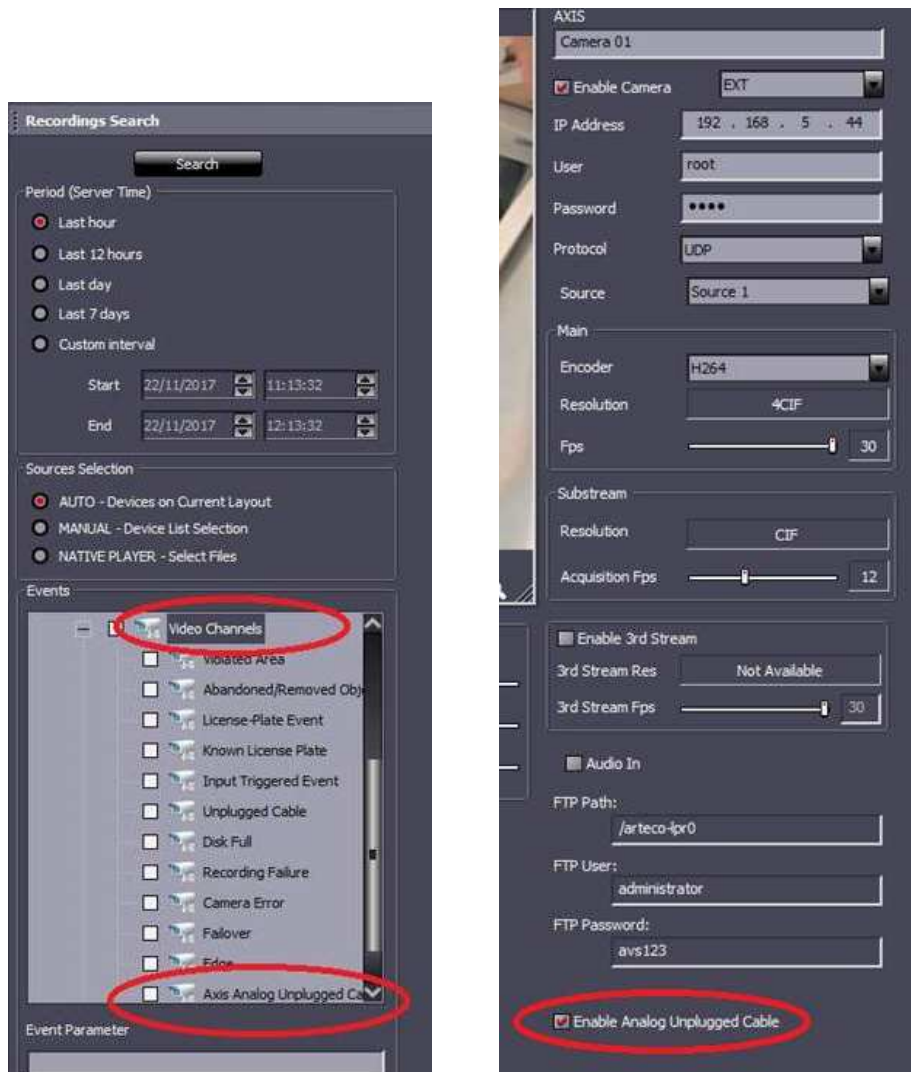 Recordings Search
Search
Period (Server Time)
Last hour
Last 12 hours
Last day
Last 7 days
Custom interval
Start 22/11/2017 11:13:32
End 22/11/2017 12:13:32
Sources Selection
AUTO - Devices on Current Layout
MANUAL - Device List Selection
NATIVE PLAYER - Select Files
Events
Video Channels
Violated Area
Abandoned/Removed Obj
License-Plate Event
Known License Plate
Input Triggered Event
Unplugged Cable
Disk Full
Recording Failure
Camera Error
Failover
Edge
Axis Analog Unplugged Ca
Event Parameter
AXIS
Camera 01
Enable Camera EXT
IP Address 192 . 168 . 5 . 44
User root
Password ••••
Protocol UDP
Source Source 1
Main
Encoder H264
Resolution 4CIF
Fps 30
Substream
Resolution CIF
Acquisition Fps 12
Enable 3rd Stream
3rd Stream Res Not Available
3rd Stream Fps 30
Audio In
FTP Path:
/arteco-lpr0
FTP User:
administrator
FTP Password:
avs123
Enable Analog Unplugged Cable